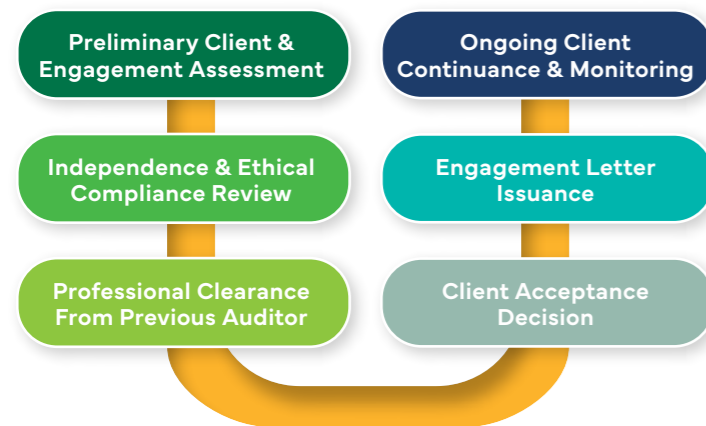 Preliminary Client &
Engagement Assessment
Independence & Ethical
Compliance Review
Professional Clearance
From Previous Auditor
Client Acceptance
Decision
Engagement Letter
Issuance
Ongoing Client
Continuance & Monitoring